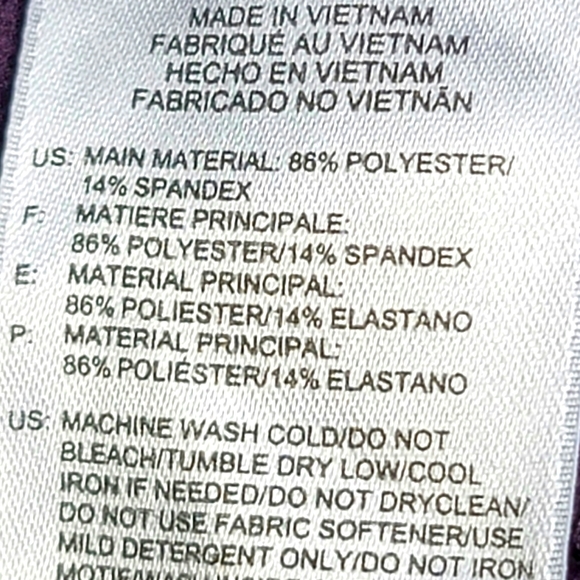 MADE IN VIETNAM
FABRIQUÉ AU VIETNAM
HECHO EN VIETNAM
FABRICADO NO VIETNÃN
US: MAIN MATERIAL: 86% POLYESTER/
14% SPANDEX
F: MATIERE PRINCIPALE:
86% POLYESTER/14% SPANDEX
E: MATERIAL PRINCIPAL:
86% POLIESTER/14% ELASTANO
P: MATERIAL PRINCIPAL:
86% POLIÉSTER/14% ELASTANO
US: MACHINE WASH COLD/DO NOT
BLEACH/TUMBLE DRY LOW/COOL
IRON IF NEEDED/DO NOT DRYCLEAN/
DO NOT USE FABRIC SOFTENER/USE
MILD DETERGENT ONLY/DO NOT IRON